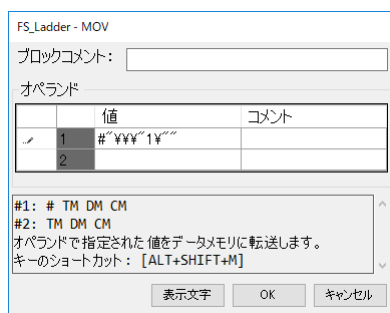 FS_Ladder - MOV
ブロックコメント:
オペランド
値 コメント
1 #"¥¥¥"1¥""
2
#1: # TM DM CM
#2: TM DM CM
オペランドで指定された値をデータメモリに転送します。
キーのショートカット: [ALT+SHIFT+M]
表示文字 OK キャンセル